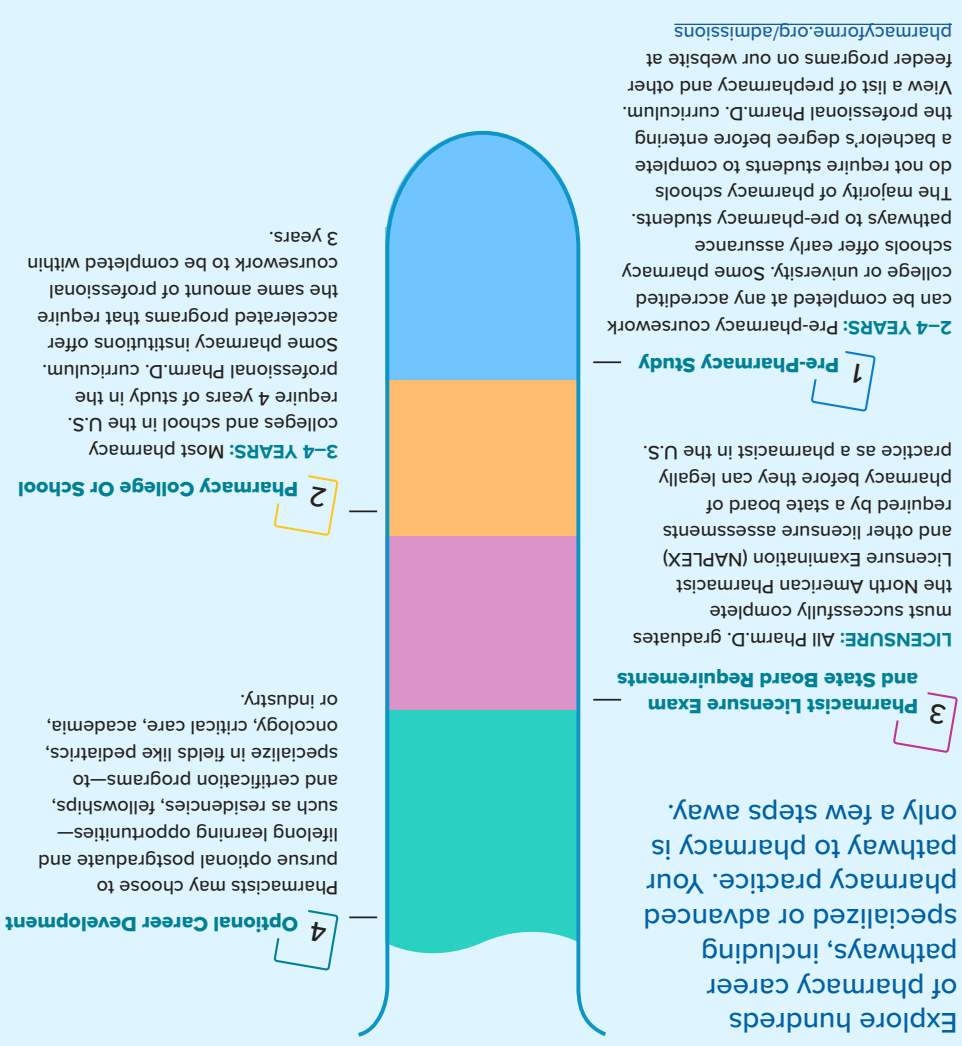 Explore hundreds
of pharmacy career
pathways, including
specialized or advanced
pharmacy practice. Your
pathway to pharmacy is
only a few steps away.
3 Pharmacist Licensure Exam
and State Board Requirements
LICENSURE: All Pharm.D. graduates
must successfully complete
the North American Pharmacist
Licensure Examination (NAPLEX)
and other licensure assessments
required by a state board of
pharmacy before they can legally
practice as a pharmacist in the U.S.
1 Pre-Pharmacy Study
2–4 YEARS: Pre-pharmacy coursework
can be completed at any accredited
college or university. Some pharmacy
schools offer early assurance
pathways to pre-pharmacy students.
The majority of pharmacy schools
do not require students to complete
a bachelor's degree before entering
the professional Pharm.D. curriculum.
View a list of prepharmacy and other
feeder programs on our website at
pharmacyforme.org/admissions
4 Optional Career Development
Pharmacists may choose to
pursue optional postgraduate and
lifelong learning opportunities—
such as residencies, fellowships,
and certification programs—to
specialize in fields like pediatrics,
oncology, critical care, academia,
or industry.
2 Pharmacy College Or School
3–4 YEARS: Most pharmacy
colleges and school in the U.S.
require 4 years of study in the
professional Pharm.D. curriculum.
Some pharmacy institutions offer
accelerated programs that require
the same amount of professional
coursework to be completed within
3 years.